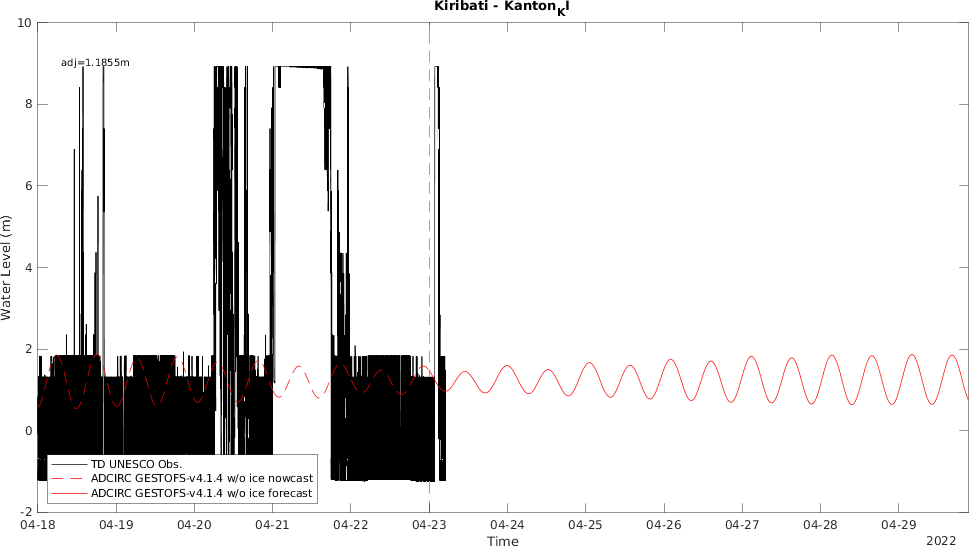 Kiribati - Kanton_KI
10
8
6
4
2
0
-2
Water Level (m)
adj=1.1855m
TD UNESCO Obs.
ADCIRC GESTOFS-v4.1.4 w/o ice nowcast
ADCIRC GESTOFS-v4.1.4 w/o ice forecast
04-18 04-19 04-20 04-21 04-22 04-23 04-24 04-25 04-26 04-27 04-28 04-29
Time
2022